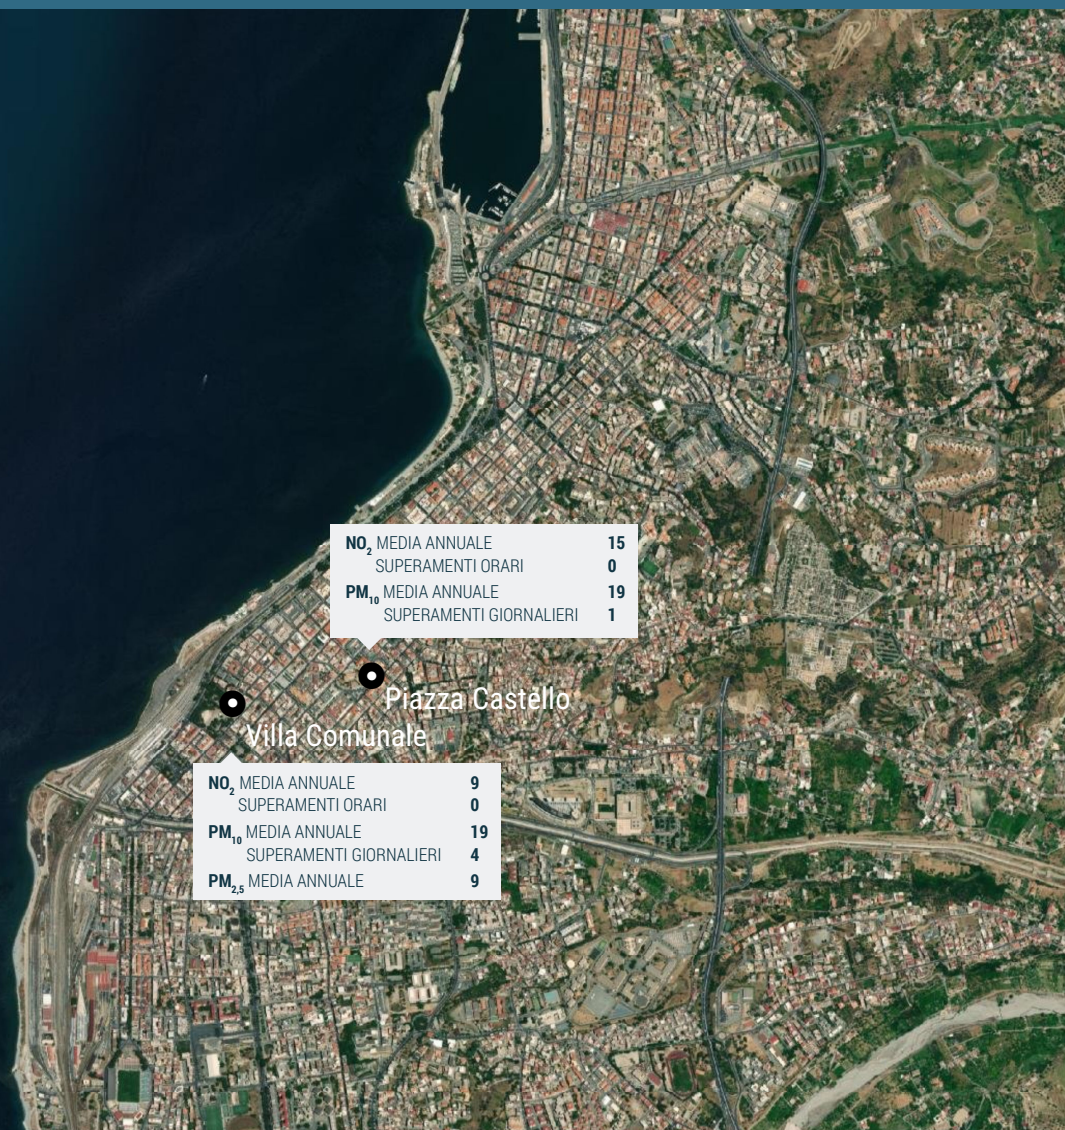 NO₂ MEDIA ANNUALE 15
SUPERAMENTI ORARI 0
PM₁₀ MEDIA ANNUALE 19
SUPERAMENTI GIORNALIERI 1
Piazza Castello
Villa Comunale
NO₂ MEDIA ANNUALE 9
SUPERAMENTI ORARI 0
PM₁₀ MEDIA ANNUALE 19
SUPERAMENTI GIORNALIERI 4
PM2,5 MEDIA ANNUALE 9